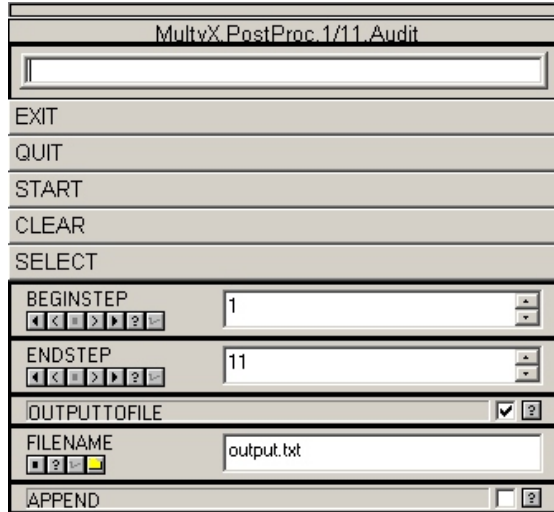 MultyX.PostProc.1/11.Audit
EXIT
QUIT
START
CLEAR
SELECT
BEGINSTEP
1
ENDSTEP
11
OUTPUTTOFILE
FILENAME
output.txt
APPEND